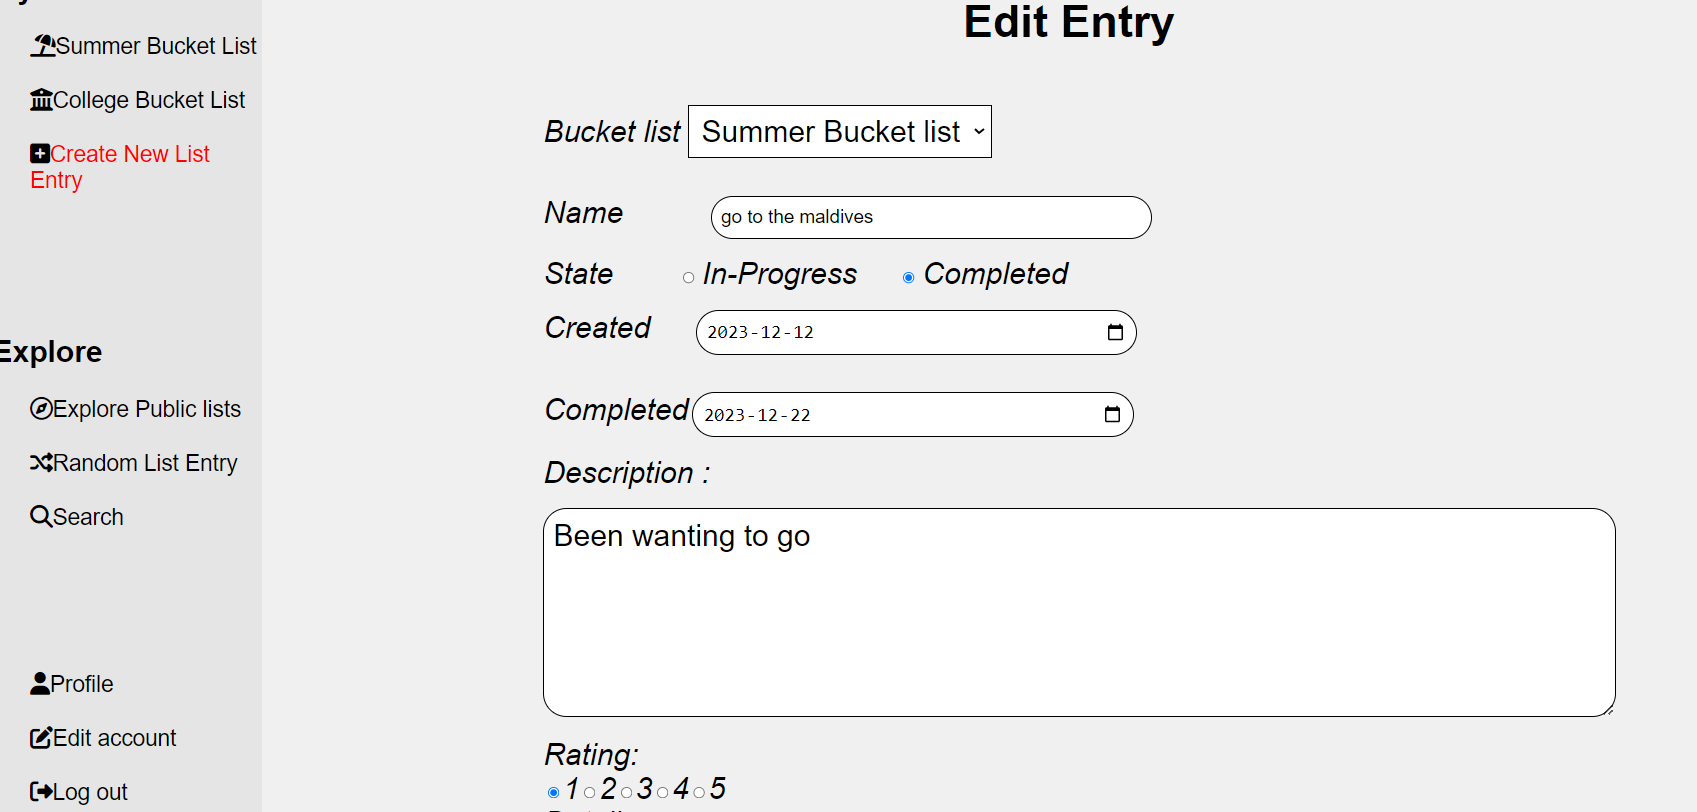 Summer Bucket List
College Bucket List
Create New List
Entry
Explore
Explore Public lists
Random List Entry
Search
Profile
Edit account
Log out
Edit Entry
Bucket list Summer Bucket list
Name go to the maldives
State In-Progress Completed
Created 2023-12-12
Completed 2023-12-22
Description :
Been wanting to go
Rating:
1 2 3 4 5